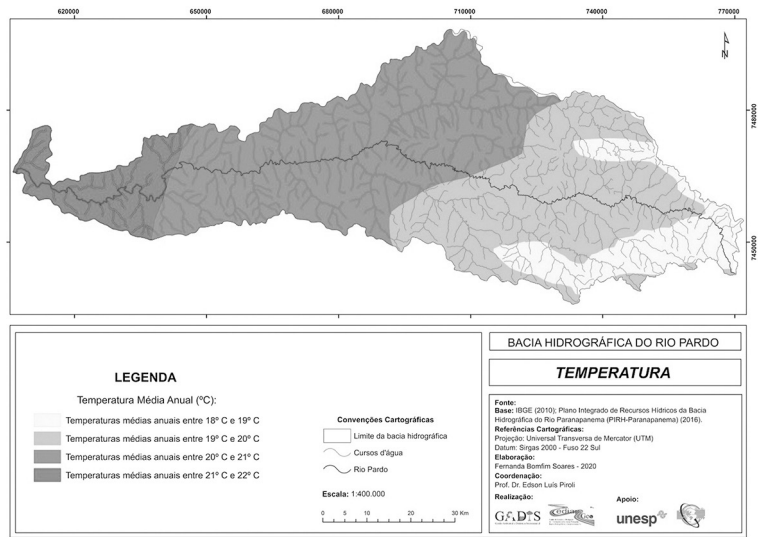 620000 650000 680000 710000 740000 770000
N
7480000
7450000
LEGENDA
Temperatura Média Anual (ºC):
Temperaturas médias anuais entre 18º C e 19º C
Temperaturas médias anuais entre 19º C e 20º C
Temperaturas médias anuais entre 20º C e 21º C
Temperaturas médias anuais entre 21º C e 22º C
Convenções Cartográficas
Limite da bacia hidrográfica
Cursos d'água
Rio Pardo
Escala: 1:400.000
0 5 10 15 20 30 Km
BACIA HIDROGRÁFICA DO RIO PARDO
TEMPERATURA
Fonte:
Base: IBGE (2010); Plano Integrado de Recursos Hídricos da Bacia
Hidrográfica do Rio Paranapanema (PIRH-Paranapanema) (2016).
Referências Cartográficas:
Projeção: Universal Transversa de Mercator (UTM)
Datum: Sirgas 2000 - Fuso 22 Sul
Elaboração:
Fernanda Bomfim Soares - 2020
Coordenação:
Prof. Dr. Edson Luís Piroli
Realização: Apoio:
GADIS
unesp